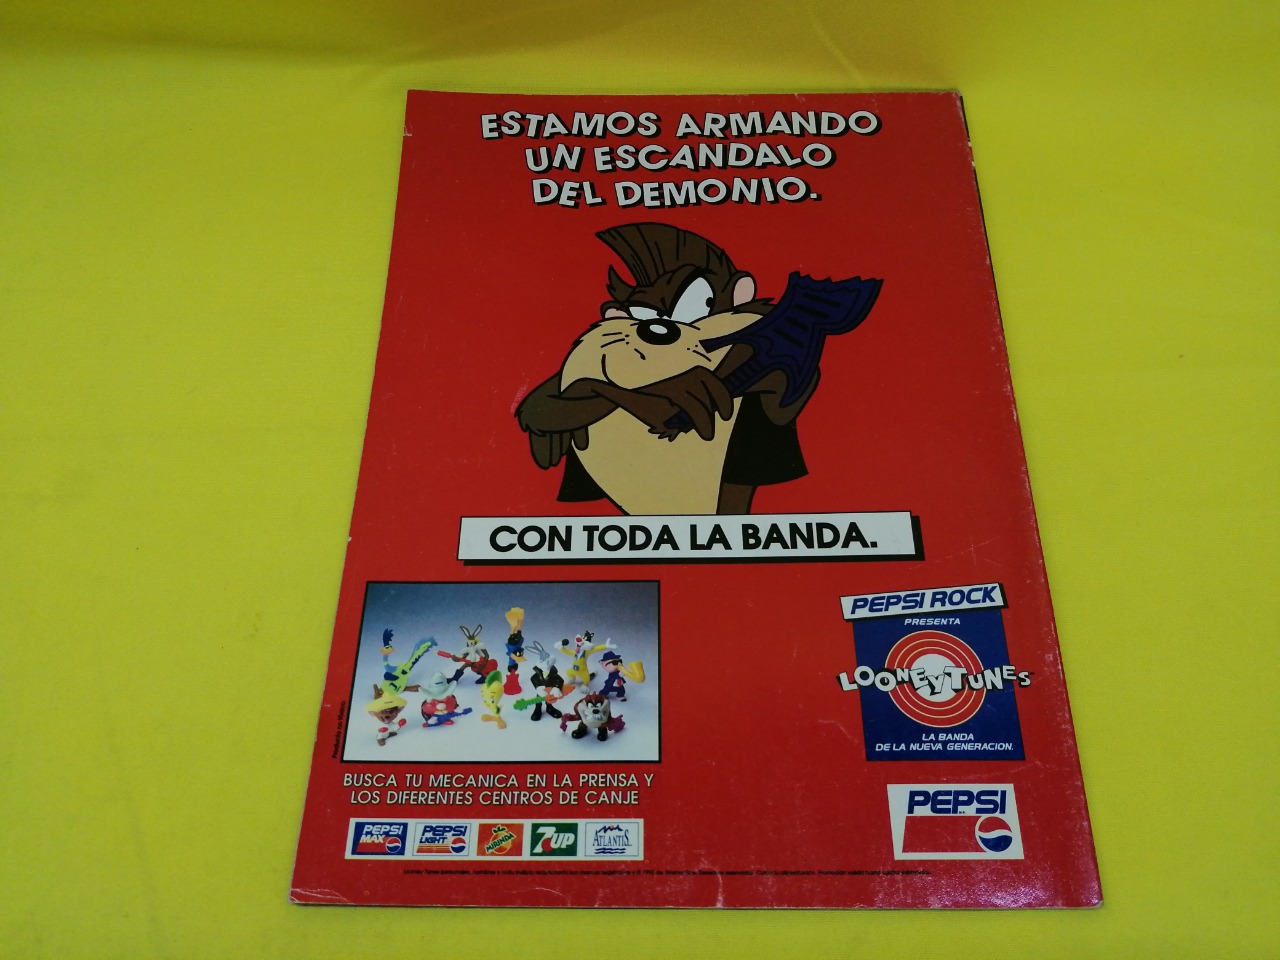 ESTAMOS ARMANDO
UN ESCANDALO
DEL DEMONIO.
CON TODA LA BANDA.
BUSCA TU MECANICA EN LA PRENSA Y
LOS DIFERENTES CENTROS DE CANJE
PEPSI MAX
PEPSI LIGHT
MIRINDA
7UP
ATLANTIS
PEPSI ROCK
PRESENTA
LOONEY TUNES
LA BANDA
DE LA NUEVA GENERACION.
PEPSI